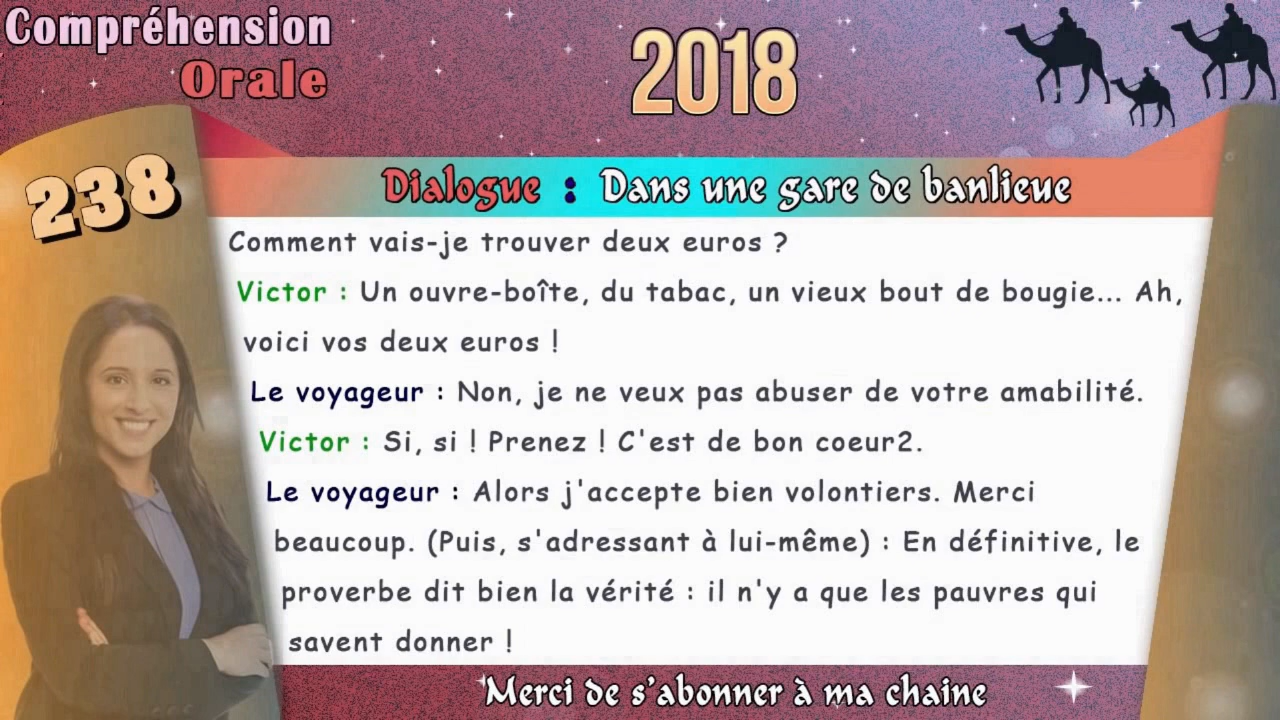 Compréhension
Orale
2018
238
Dialogue : Dans une gare de banlieue
Comment vais-je trouver deux euros ?
Victor : Un ouvre-boîte, du tabac, un vieux bout de bougie... Ah,
voici vos deux euros !
Le voyageur : Non, je ne veux pas abuser de votre amabilité.
Victor : Si, si ! Prenez ! C'est de bon coeur2.
Le voyageur : Alors j'accepte bien volontiers. Merci
beaucoup. (Puis, s'adressant à lui-même) : En définitive, le
proverbe dit bien la vérité : il n'y a que les pauvres qui
savent donner !
Merci de s'abonner à ma chaine